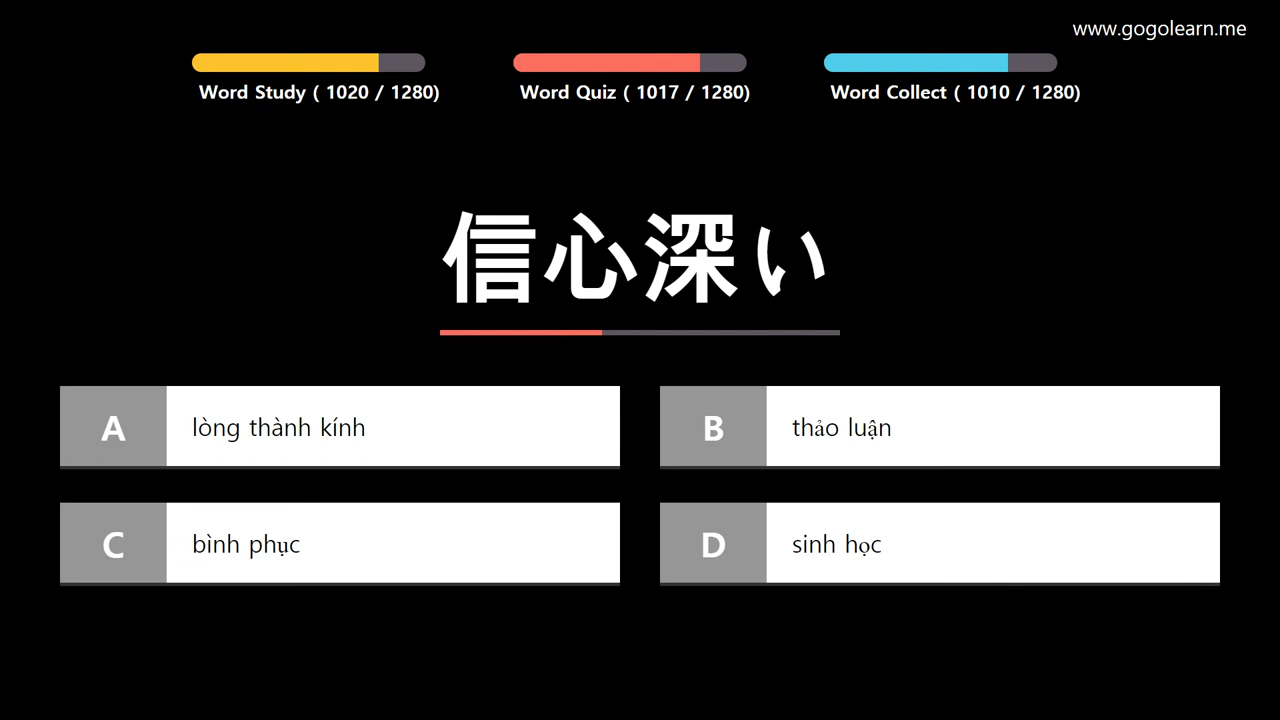 www.gogolearn.me
Word Study ( 1020 / 1280)
Word Quiz ( 1017 / 1280)
Word Collect ( 1010 / 1280)
信心深い
A
lòng thành kính
B
thảo luận
C
bình phục
D
sinh học